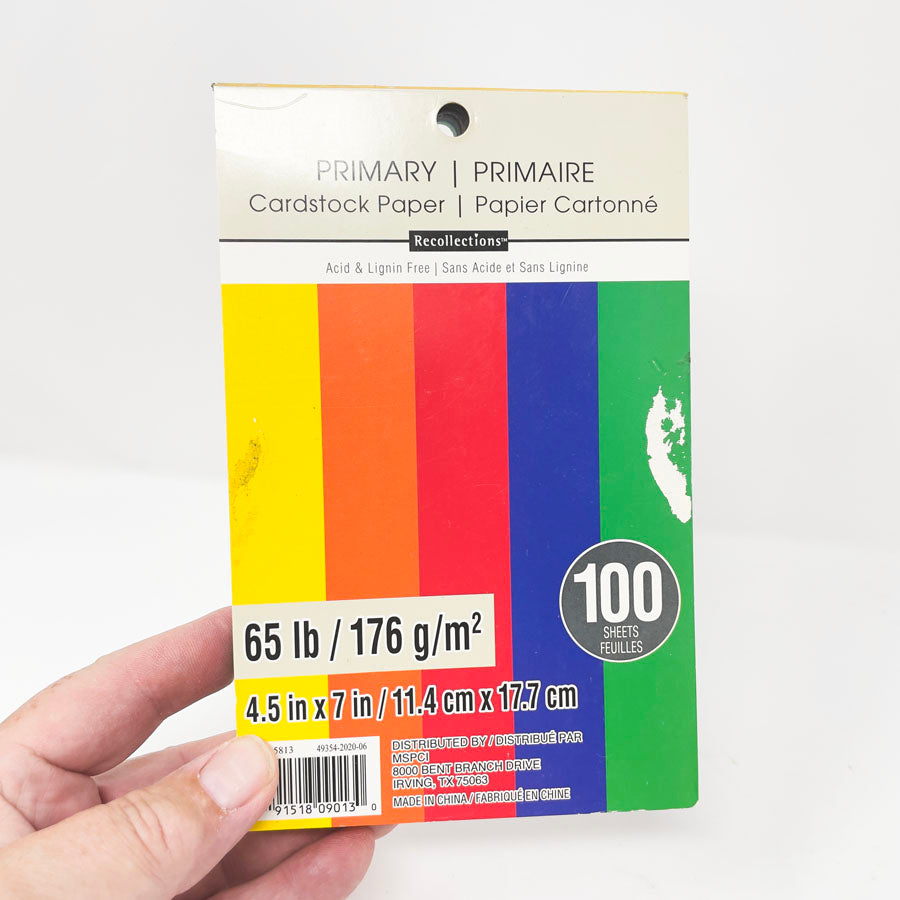 PRIMARY | PRIMAIRE
Cardstock Paper | Papier Cartonné
Recollections™
Acid & Lignin Free | Sans Acide et Sans Lignine
100
SHEETS
FEUILLES
65 lb / 176 g/m²
4.5 in x 7 in / 11.4 cm x 17.7 cm
5813 49354-2020-06
91518 09013 0
DISTRIBUTED BY / DISTRIBUÉ PAR
MSPCI
8000 BENT BRANCH DRIVE
IRVING, TX 75063
MADE IN CHINA / FABRIQUÉ EN CHINE